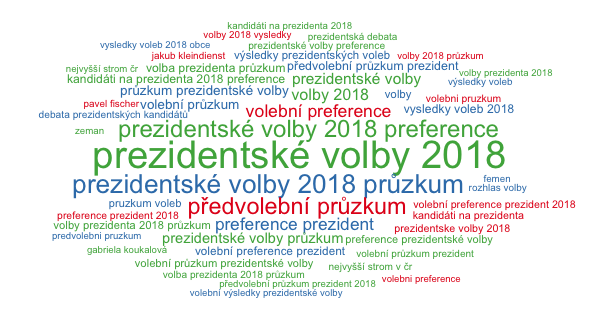 kandidáti na prezidenta 2018
volby 2018 vysledky prezidentská debata
vysledky voleb 2018 obce prezidentské volby preference
jakub kleindienst výsledky prezidentských voleb volby 2018 průzkum
nejvyšší strom čr volba prezidenta průzkum předvolební průzkum prezident volby prezidenta 2018
kandidáti na prezidenta 2018 preference prezidentské volby výsledky voleb
průzkum prezidentské volby volby 2018 volby volebni pruzkum
pavel fischer volební průzkum volební preference vysledky voleb 2018
debata prezidentských kandidátů
zeman prezidentské volby 2018 preference
prezidentské volby 2018
prezidentské volby 2018 průzkum femen
rozhlas volby
pruzkum voleb předvolební průzkum volební preference prezident 2018
preference prezident 2018 kandidáti na prezidenta
volby prezidenta 2018 průzkum preference prezident prezidentske volby 2018
predvolebni pruzkum prezidentské volby průzkum preference prezidentské volby
gabriela koukalová volební preference prezident volební průzkum prezident
volební průzkum prezidentské volby nejvyšší strom v čr
volba prezidenta 2018 průzkum volebni preference
předvolební průzkum prezident 2018
volební výsledky prezidentské volby